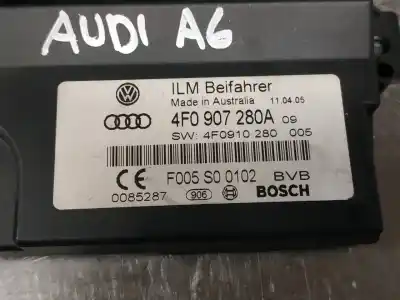 AUDI A6
ILM Beifahrer
Made in Australia 11.04.05
4F0 907 280A 09
SW: 4F0910 280 005
CE F005 S0 0102 BVB
0085287 906 BOSCH